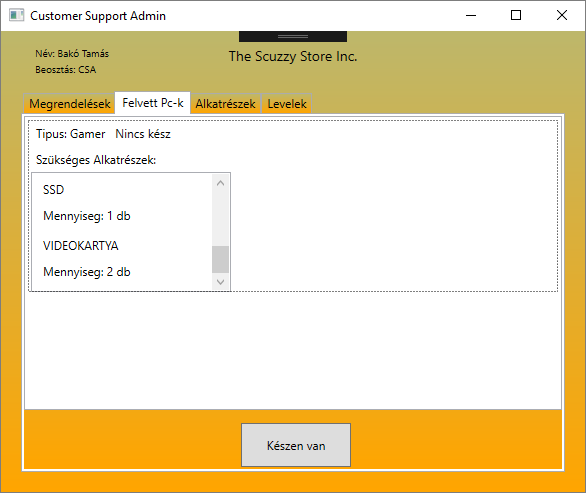 Customer Support Admin
Név: Bakó Tamás
Beosztás: CSA
The Scuzzy Store Inc.
Megrendelések Felvett Pc-k Alkatrészek Levelek
Tipus: Gamer Nincs kész
Szükséges Alkatrészek:
SSD
Mennyiseg: 1 db
VIDEOKARTYA
Mennyiseg: 2 db
Készen van